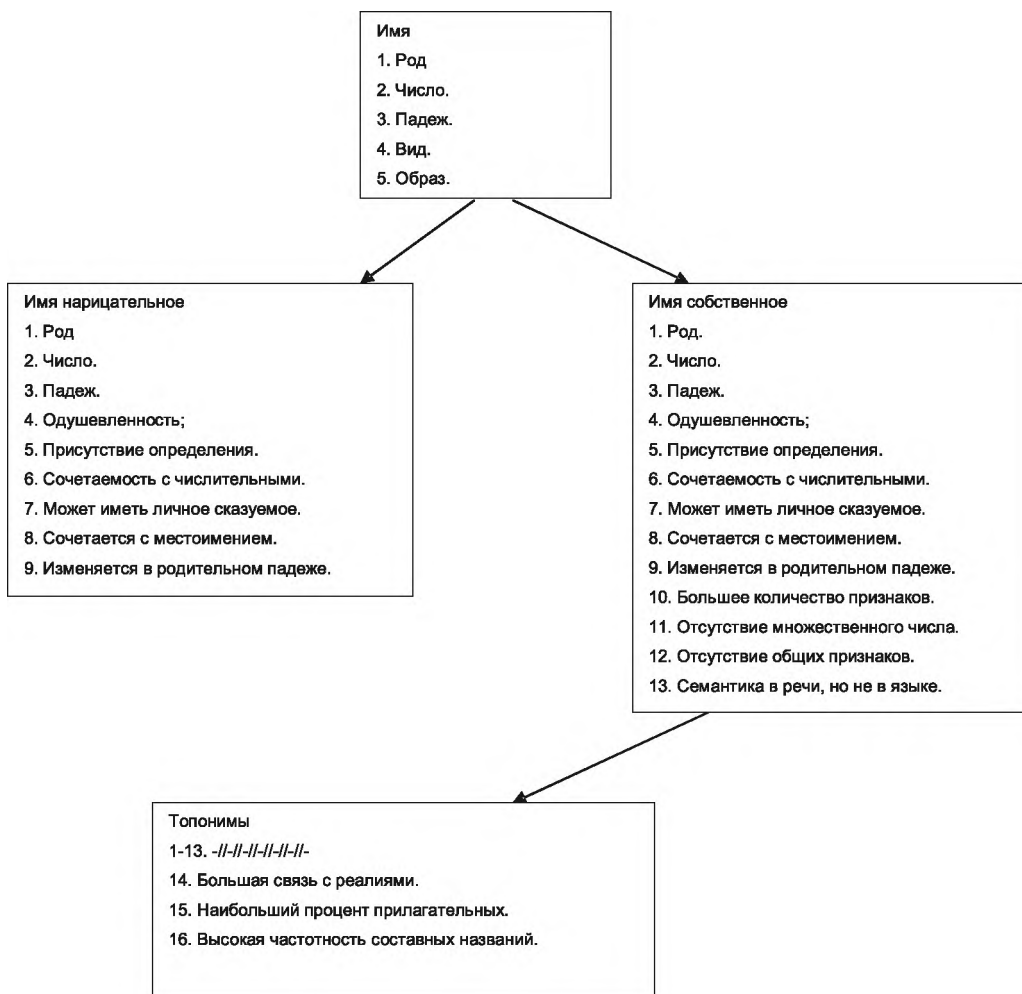 Имя
1. Род
2. Число.
3. Падеж.
4. Вид.
5. Образ.
Имя нарицательное
1. Род
2. Число.
3. Падеж.
4. Одушевленность;
5. Присутствие определения.
6. Сочетаемость с числительными.
7. Может иметь личное сказуемое.
8. Сочетается с местоимением.
9. Изменяется в родительном падеже.
Имя собственное
1. Род.
2. Число.
3. Падеж.
4. Одушевленность;
5. Присутствие определения.
6. Сочетаемость с числительными.
7. Может иметь личное сказуемое.
8. Сочетается с местоимением.
9. Изменяется в родительном падеже.
10. Большее количество признаков.
11. Отсутствие множественного числа.
12. Отсутствие общих признаков.
13. Семантика в речи, но не в языке.
Топонимы
1-13. -//-//-//-//-//-//-
14. Большая связь с реалиями.
15. Наибольший процент прилагательных.
16. Высокая частотность составных названий.